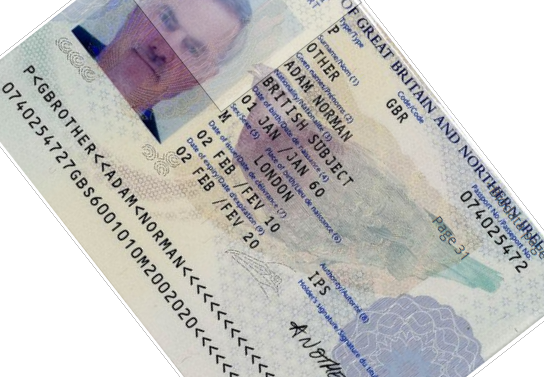 OF GREAT BRITAIN AND NORTHERN IREL
Type/Type
Code/Code
Passport No./Passeport No.
P
GBR
074025472
Surname/Nom (1)
OTHER
Given names/Prénoms (2)
ADAM NORMAN
Nationality/Nationalité (3)
BRITISH SUBJECT
Date of birth/Date de naissance (4)
01 JAN /JAN 60
Sex/Sexe (5)
Place of birth/Lieu de naissance (6)
M
LONDON
Date of issue/Date de délivrance (7)
Authority/Autorité (8)
02 FEB /FEV 10
IPS
Date of expiry/Date d'expiration (9)
Holder's signature/Signature du
02 FEB /FEV 20
Page 31
P<GBROTHER<<ADAM<NORMAN<<<<<<<<<
0740254727GBS6001010M2002020<<<<<